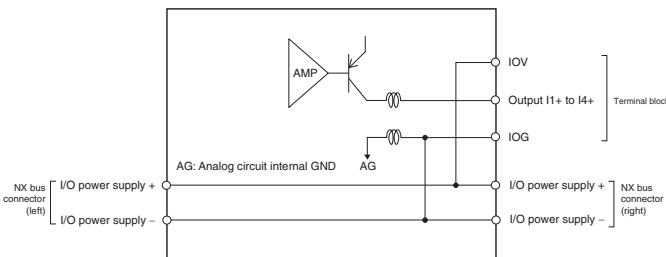 AMP
IOV
Output I1+ to I4+
Terminal block
IOG
AG: Analog circuit internal GND
AG
NX bus
connector
(left)
I/O power supply +
I/O power supply −
I/O power supply +
I/O power supply −
NX bus
connector
(right)